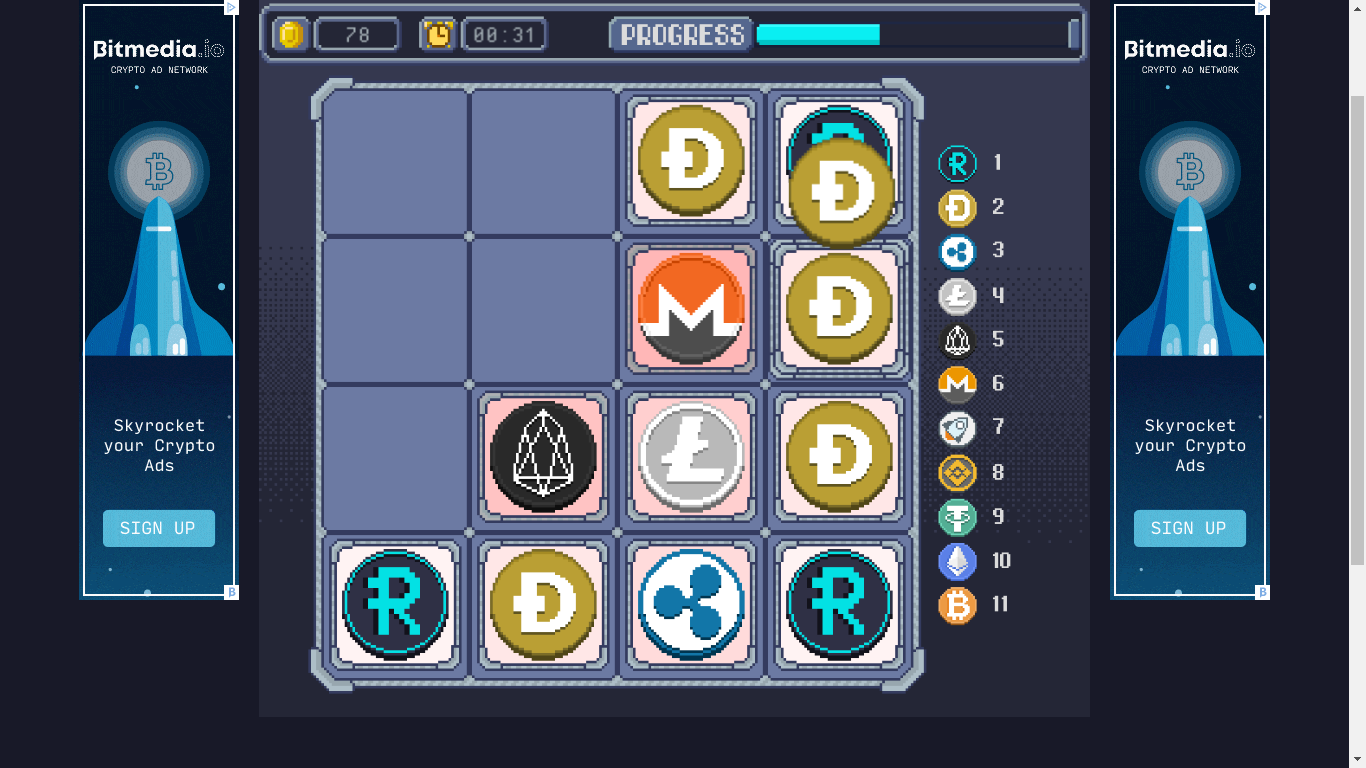 Bitmedia.io
CRYPTO AD NETWORK
Skyrocket
your Crypto
Ads
SIGN UP
78
00:31
PROGRESS
1
2
3
4
5
6
7
8
9
10
11
Bitmedia.io
CRYPTO AD NETWORK
Skyrocket
your Crypto
Ads
SIGN UP